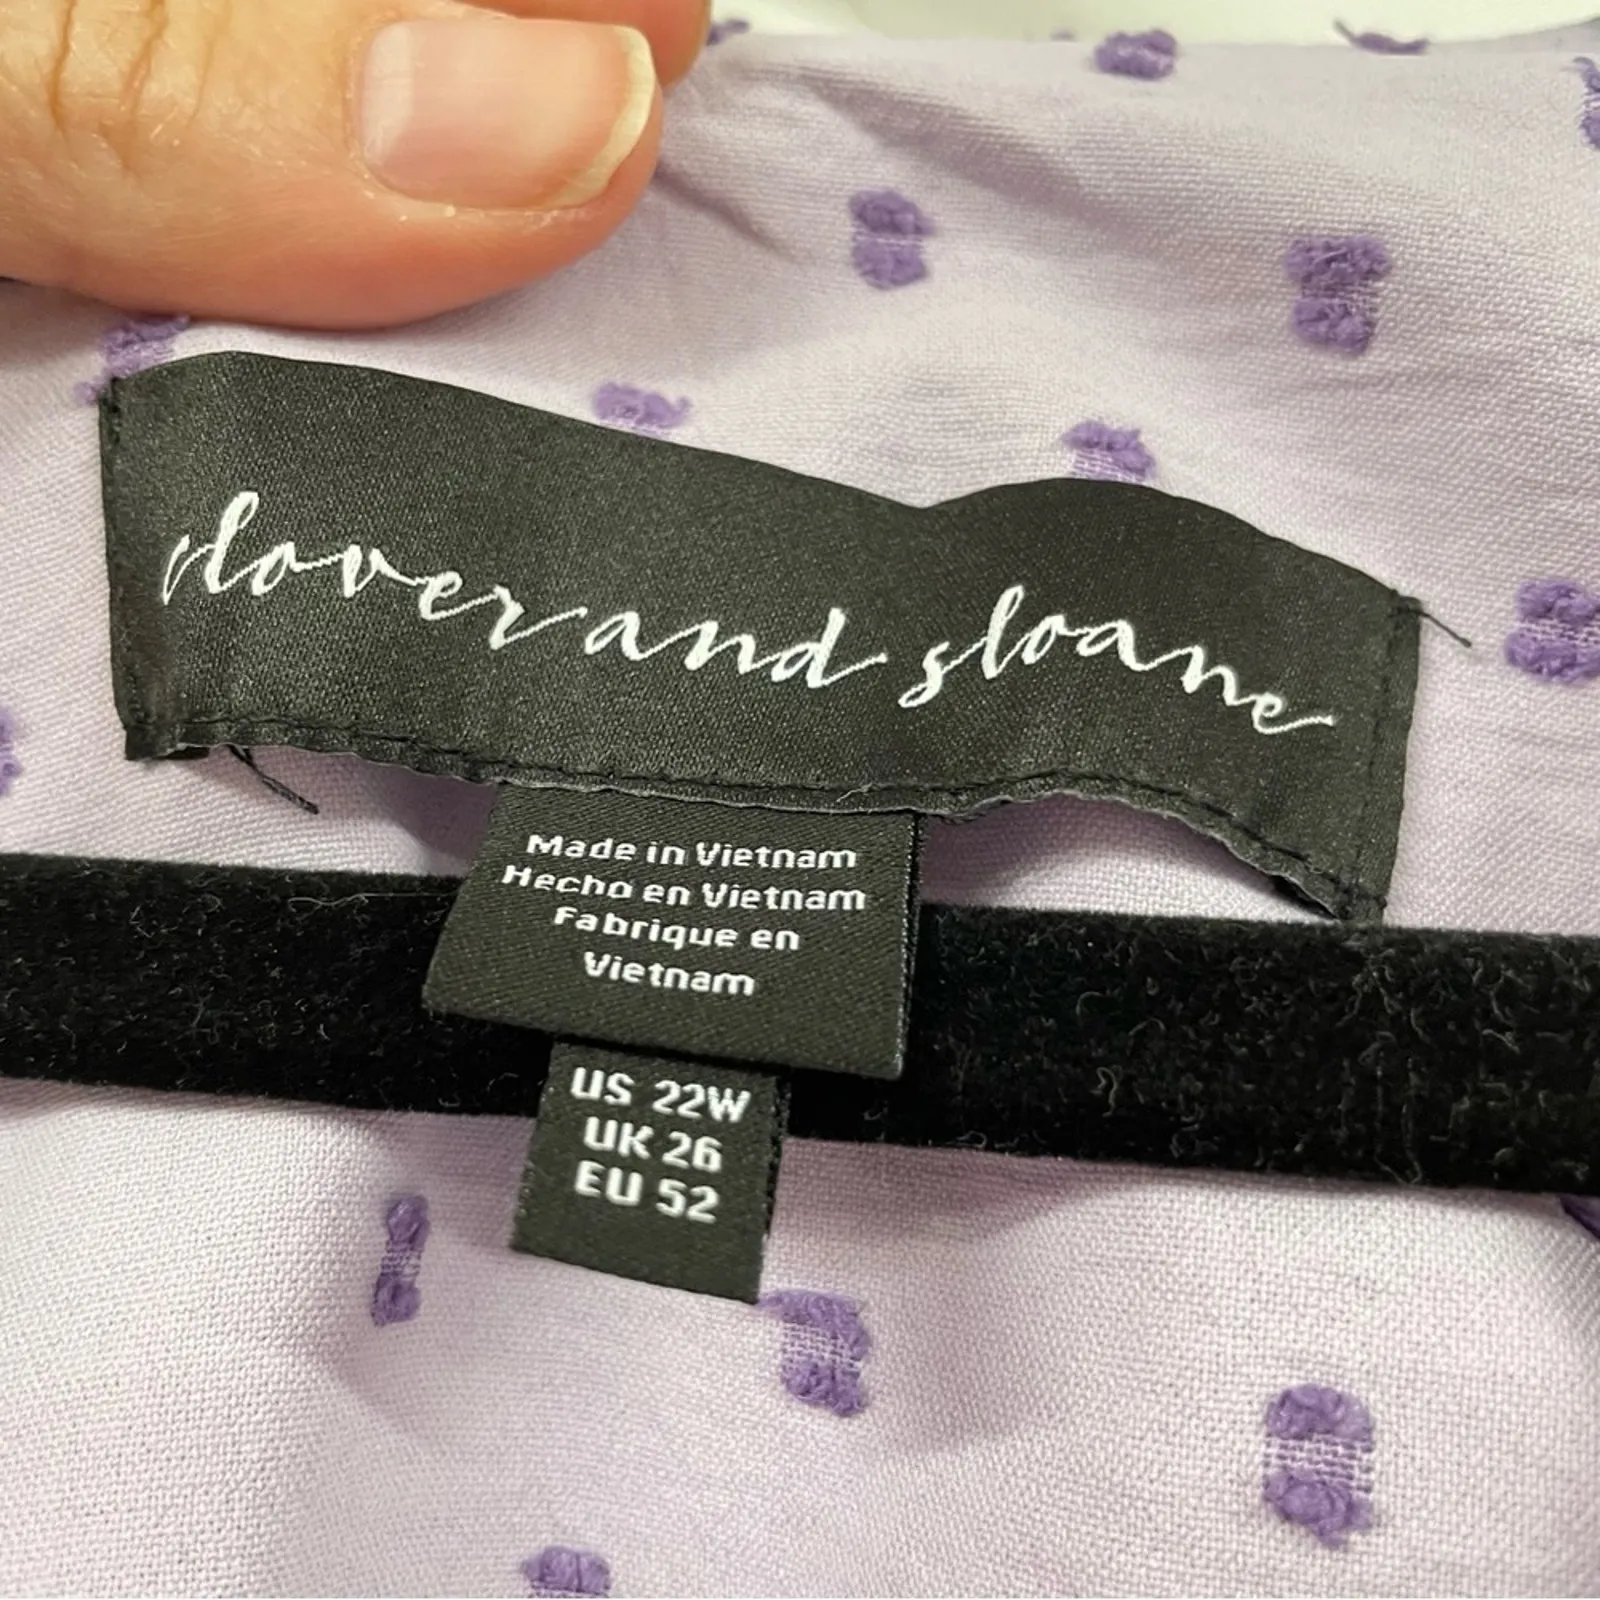 clover and sloane
Made in Vietnam
Hecho en Vietnam
Fabrique en
Vietnam
US 22W
UK 26
EU 52